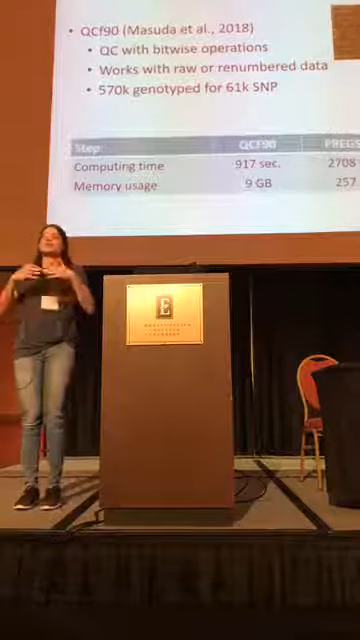 • QCf90 (Masuda et al., 2018)
• QC with bitwise operations
• Works with raw or renumbered data
• 570k genotyped for 61k SNP
Step QCf90 PREGS
Computing time 917 sec. 2708
Memory usage 9 GB 257
E